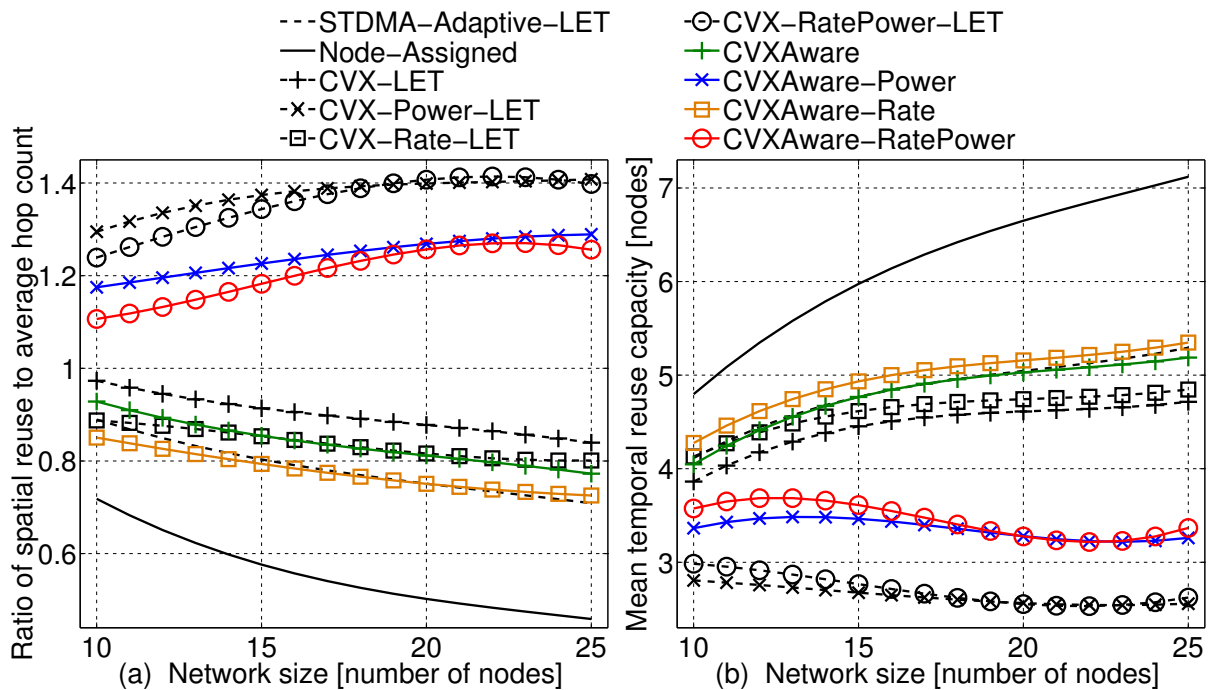 STDMA-Adaptive-LET
Node-Assigned
CVX-LET
CVX-Power-LET
CVX-Rate-LET
CVX-RatePower-LET
CVXAware
CVXAware-Power
CVXAware-Rate
CVXAware-RatePower
Ratio of spatial reuse to average hop count
1.4
1.2
1
0.8
0.6
10
15
20
25
(a) Network size [number of nodes]
Mean temporal reuse capacity [nodes]
7
6
5
4
3
10
15
20
25
(b) Network size [number of nodes]